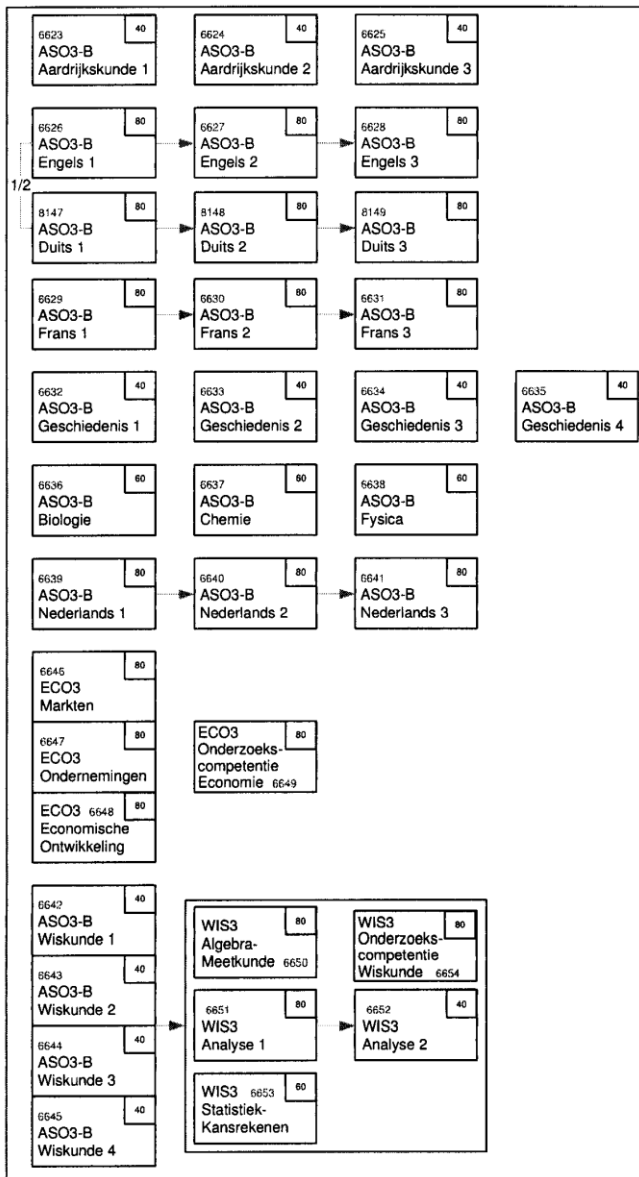 6623 40
ASO3-B
Aardrijkskunde 1
6624 40
ASO3-B
Aardrijkskunde 2
6625 40
ASO3-B
Aardrijkskunde 3
6626 80
ASO3-B
Engels 1
6627 80
ASO3-B
Engels 2
6628 80
ASO3-B
Engels 3
1/2
8147 80
ASO3-B
Duits 1
8148 80
ASO3-B
Duits 2
8149 80
ASO3-B
Duits 3
6629 80
ASO3-B
Frans 1
6630 80
ASO3-B
Frans 2
6631 80
ASO3-B
Frans 3
6632 40
ASO3-B
Geschiedenis 1
6633 40
ASO3-B
Geschiedenis 2
6634 40
ASO3-B
Geschiedenis 3
6635 40
ASO3-B
Geschiedenis 4
6636 60
ASO3-B
Biologie
6637 60
ASO3-B
Chemie
6638 60
ASO3-B
Fysica
6639 80
ASO3-B
Nederlands 1
6640 80
ASO3-B
Nederlands 2
6641 80
ASO3-B
Nederlands 3
6646 80
ECO3
Markten
6647 80
ECO3
Ondernemingen
ECO3 6648 80
Economische
Ontwikkeling
ECO3 80
Onderzoeks-
competentie
Economie 6649
6642 40
ASO3-B
Wiskunde 1
6643 40
ASO3-B
Wiskunde 2
6644 40
ASO3-B
Wiskunde 3
6645 40
ASO3-B
Wiskunde 4
WIS3 80
Algebra-
Meetkunde 6650
WIS3 80
Onderzoeks-
competentie
Wiskunde 6654
6651 80
WIS3
Analyse 1
6652 40
WIS3
Analyse 2
WIS3 6653 60
Statistiek-
Kansrekenen